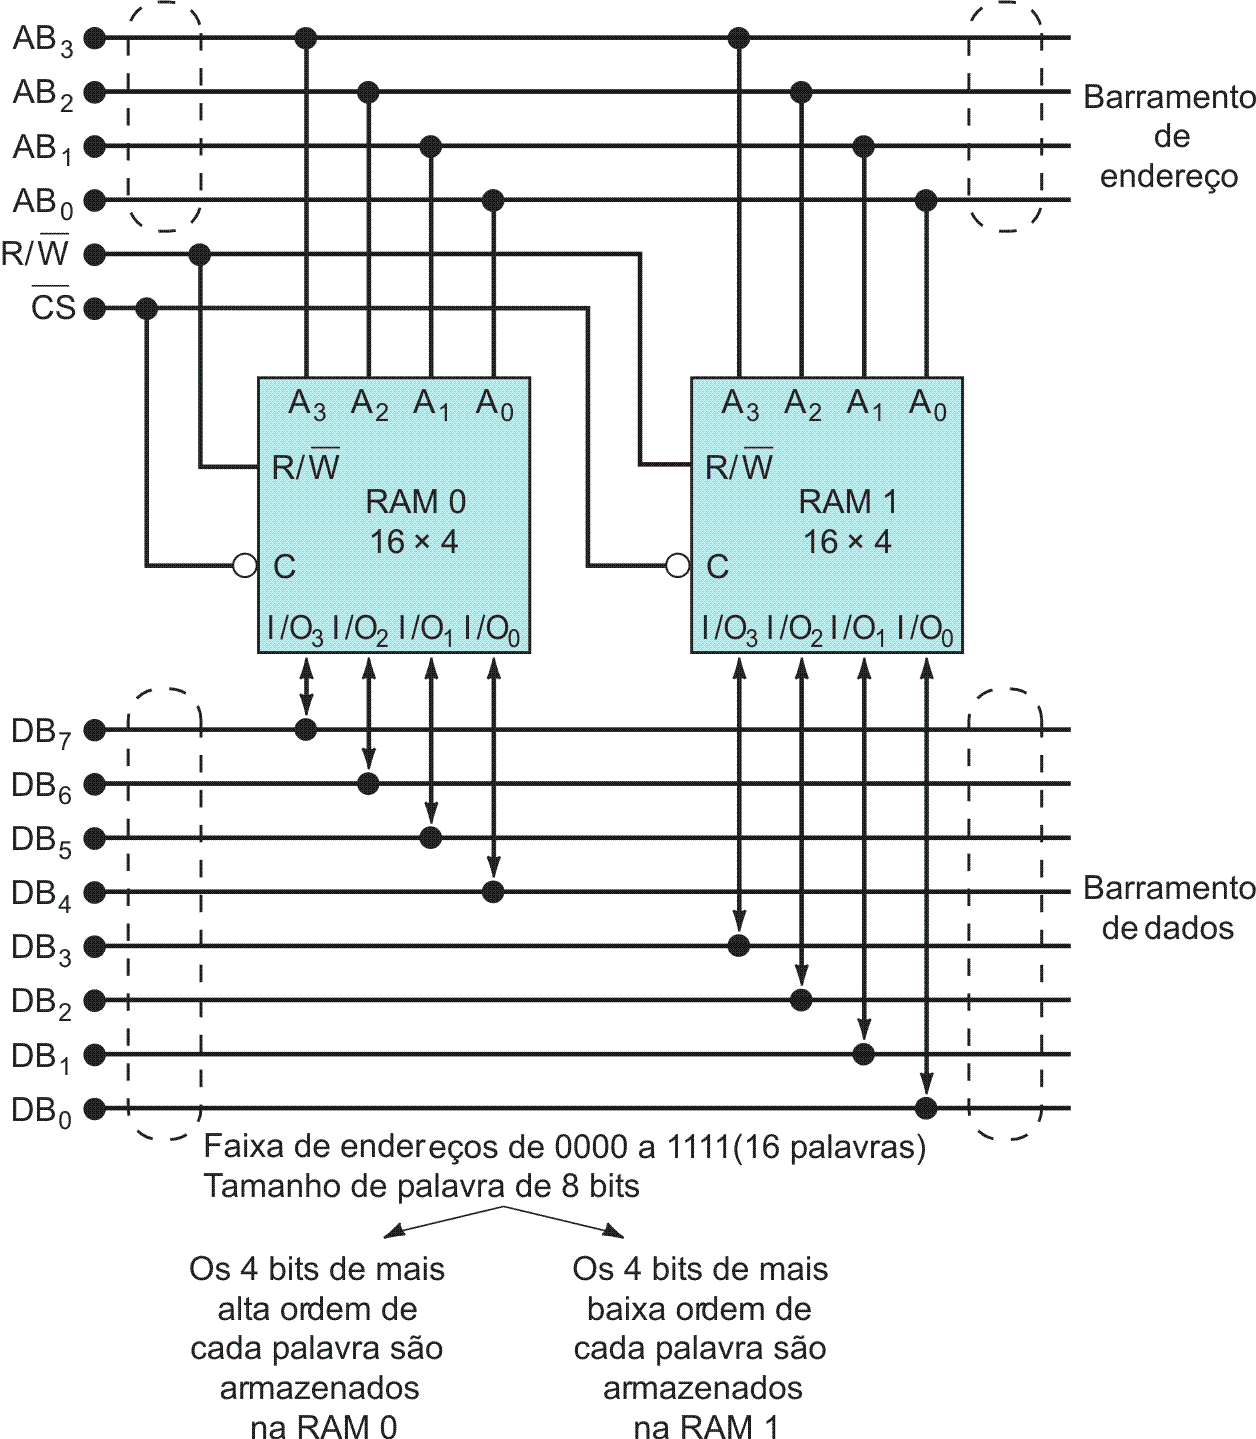 AB3
AB2
AB1
AB0
R/W̅
C̅S̅
Barramento
de
endereço
A3 A2 A1 A0
R/W̅
RAM 0
16 × 4
C
I/O3 I/O2 I/O1 I/O0
A3 A2 A1 A0
R/W̅
RAM 1
16 × 4
C
I/O3 I/O2 I/O1 I/O0
DB7
DB6
DB5
DB4
DB3
DB2
DB1
DB0
Barramento
de dados
Faixa de endereços de 0000 a 1111(16 palavras)
Tamanho de palavra de 8 bits
Os 4 bits de mais
alta ordem de
cada palavra são
armazenados
na RAM 0
Os 4 bits de mais
baixa ordem de
cada palavra são
armazenados
na RAM 1